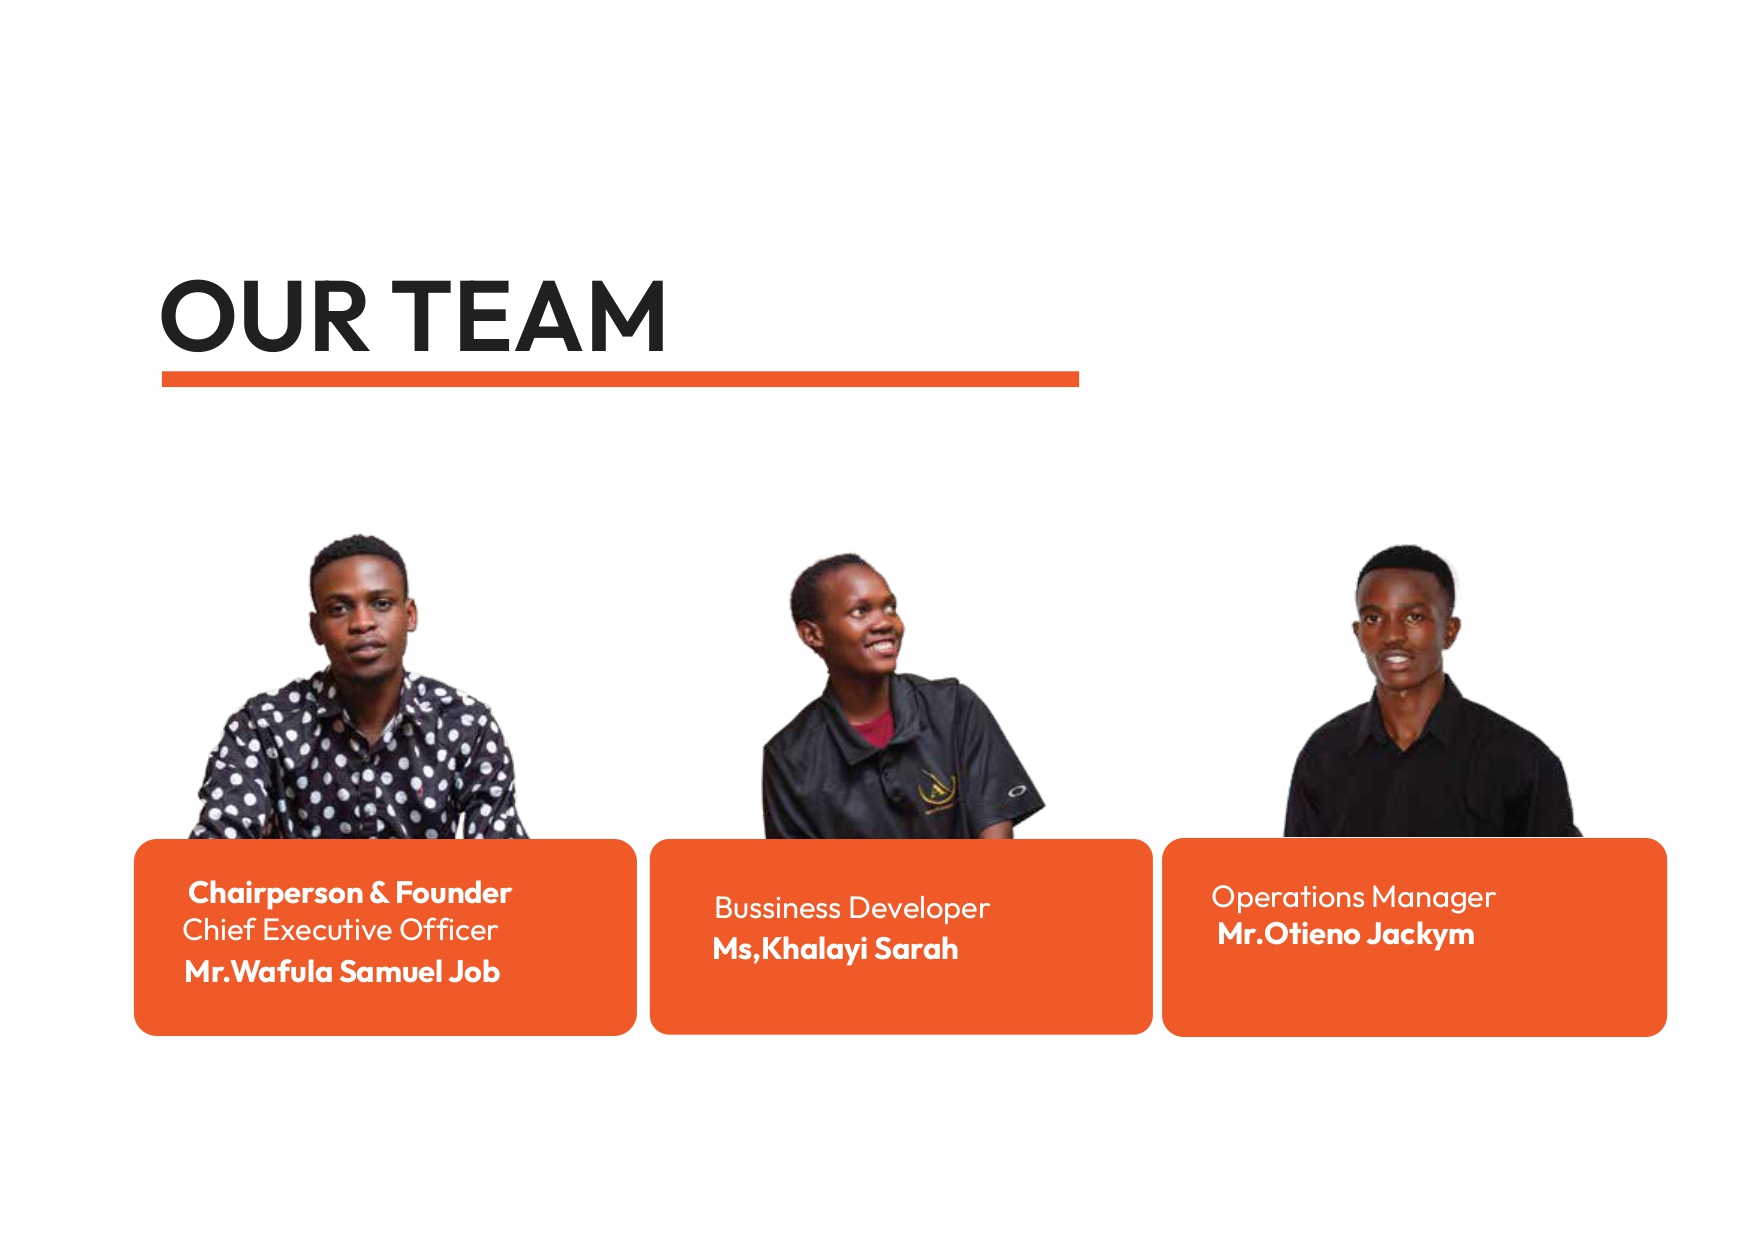 OUR TEAM
Chairperson & Founder
Chief Executive Officer
Mr.Wafula Samuel Job
Bussiness Developer
Ms,Khalayi Sarah
Operations Manager
Mr.Otieno Jackym